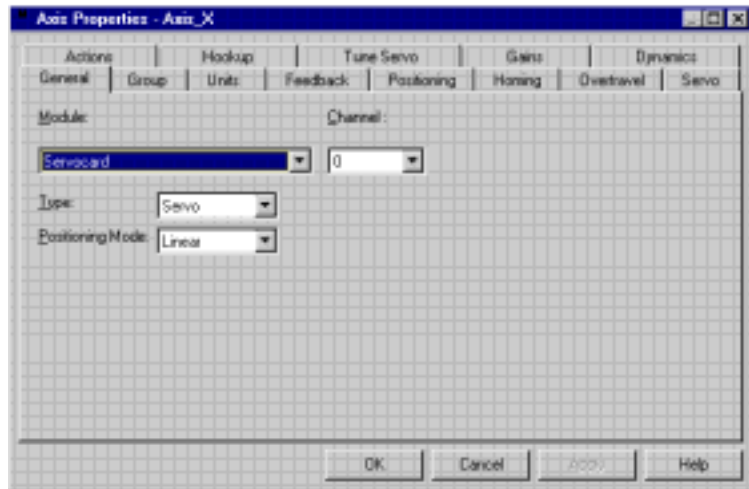 Axis Properties - Axis_X
Actions Hookup Tune Servo Gains Dynamics
General Group Units Feedback Positioning Homing Overtravel Servo
Module: Channel:
Servocard 0
Type: Servo
Positioning Mode: Linear
OK Cancel Apply Help